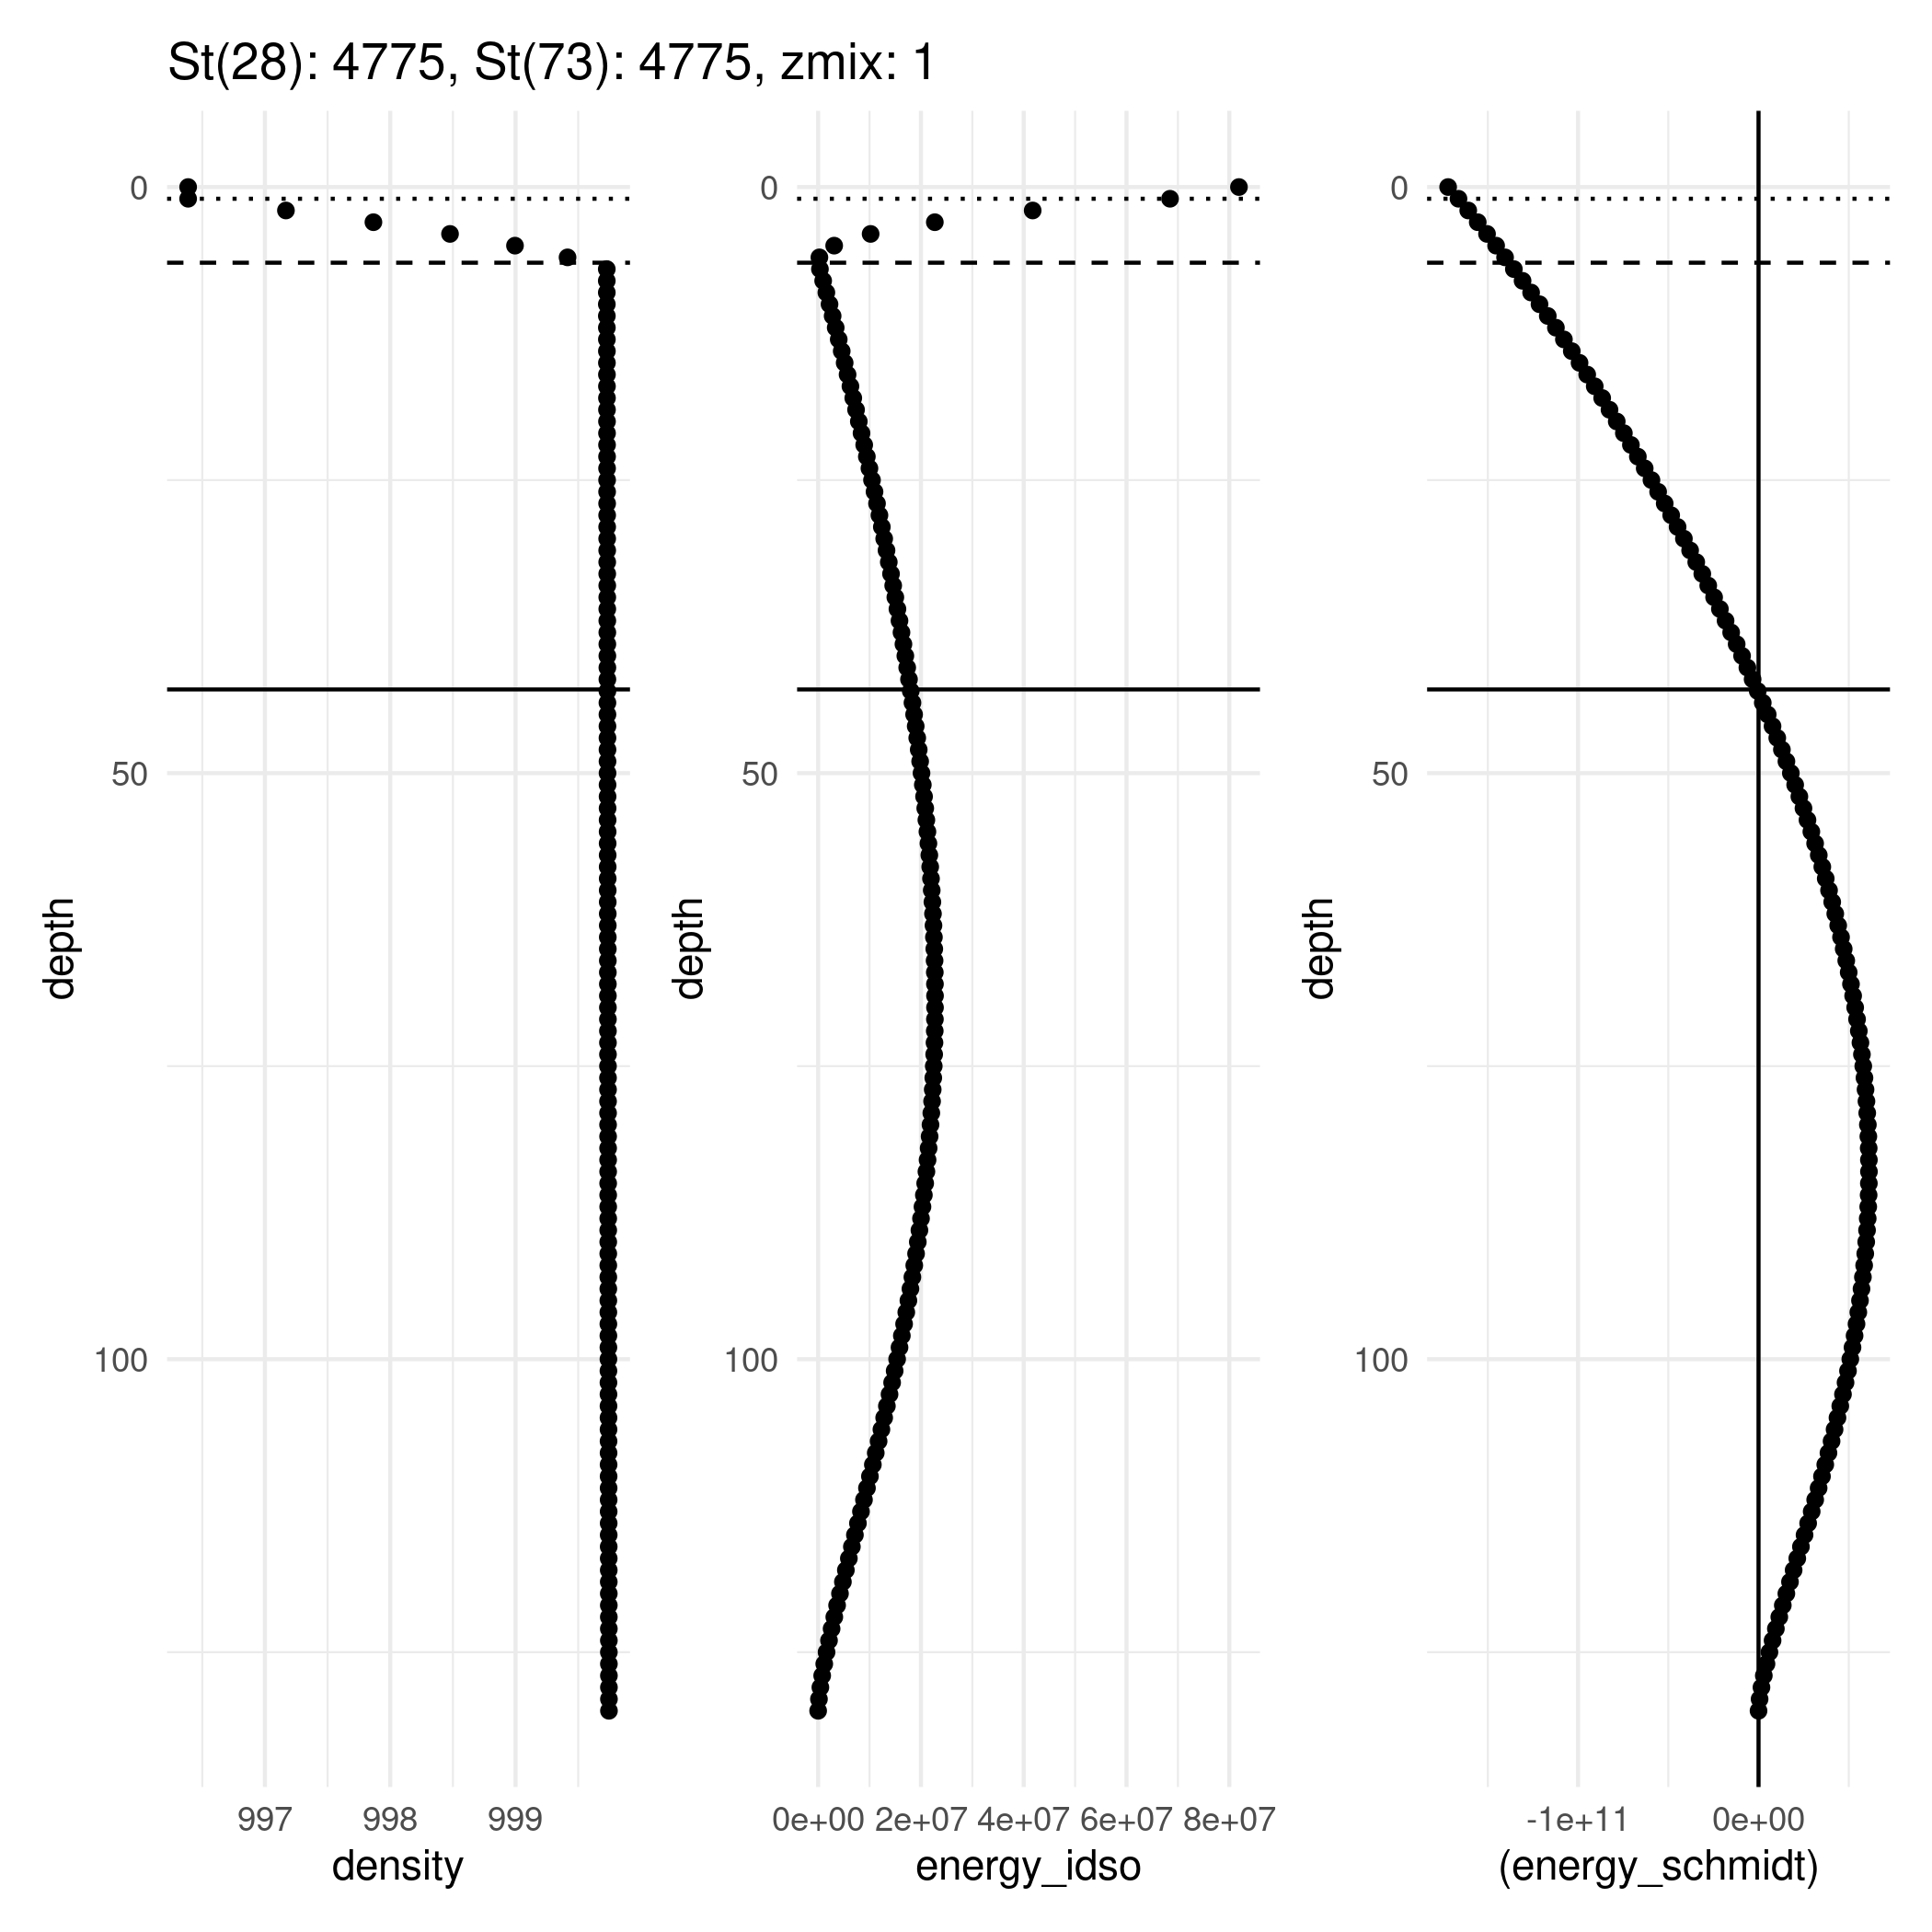 St(28): 4775, St(73): 4775, zmix: 1
0
50
100
depth
997 998 999
density
0
50
100
depth
0e+00 2e+07 4e+07 6e+07 8e+07
energy_idso
0
50
100
depth
-1e+11 0e+00
(energy_schmidt)